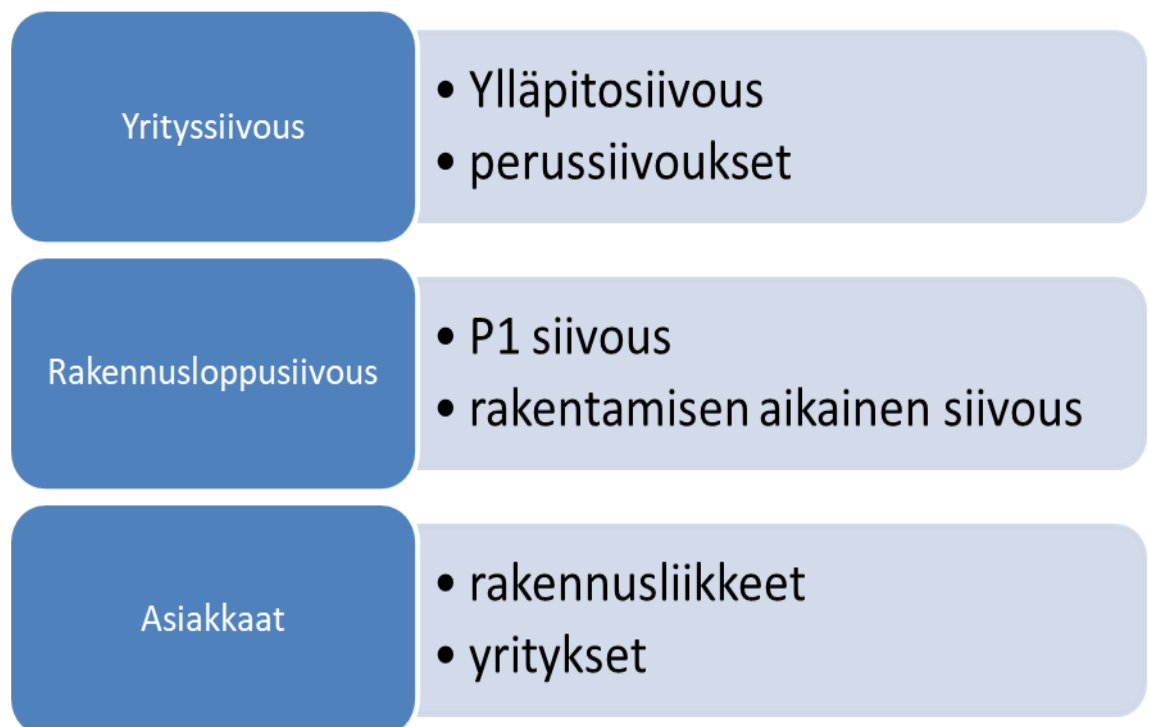 Yrityssiivous
• Ylläpitosiivous
• perussiivoukset
Rakennusloppusiivous
• P1 siivous
• rakentamisen aikainen siivous
Asiakkaat
• rakennusliikkeet
• yritykset